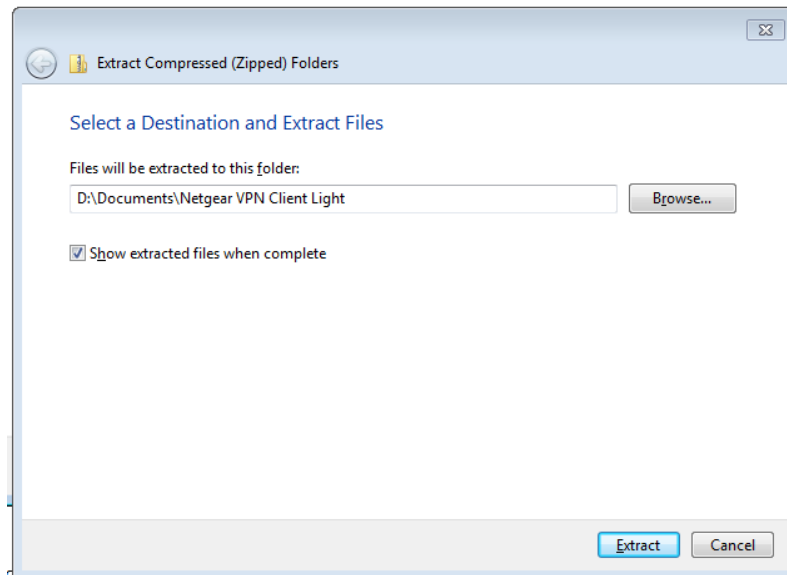 Extract Compressed (Zipped) Folders
Select a Destination and Extract Files
Files will be extracted to this folder:
D:\Documents\Netgear VPN Client Light
Browse...
Show extracted files when complete
Extract
Cancel